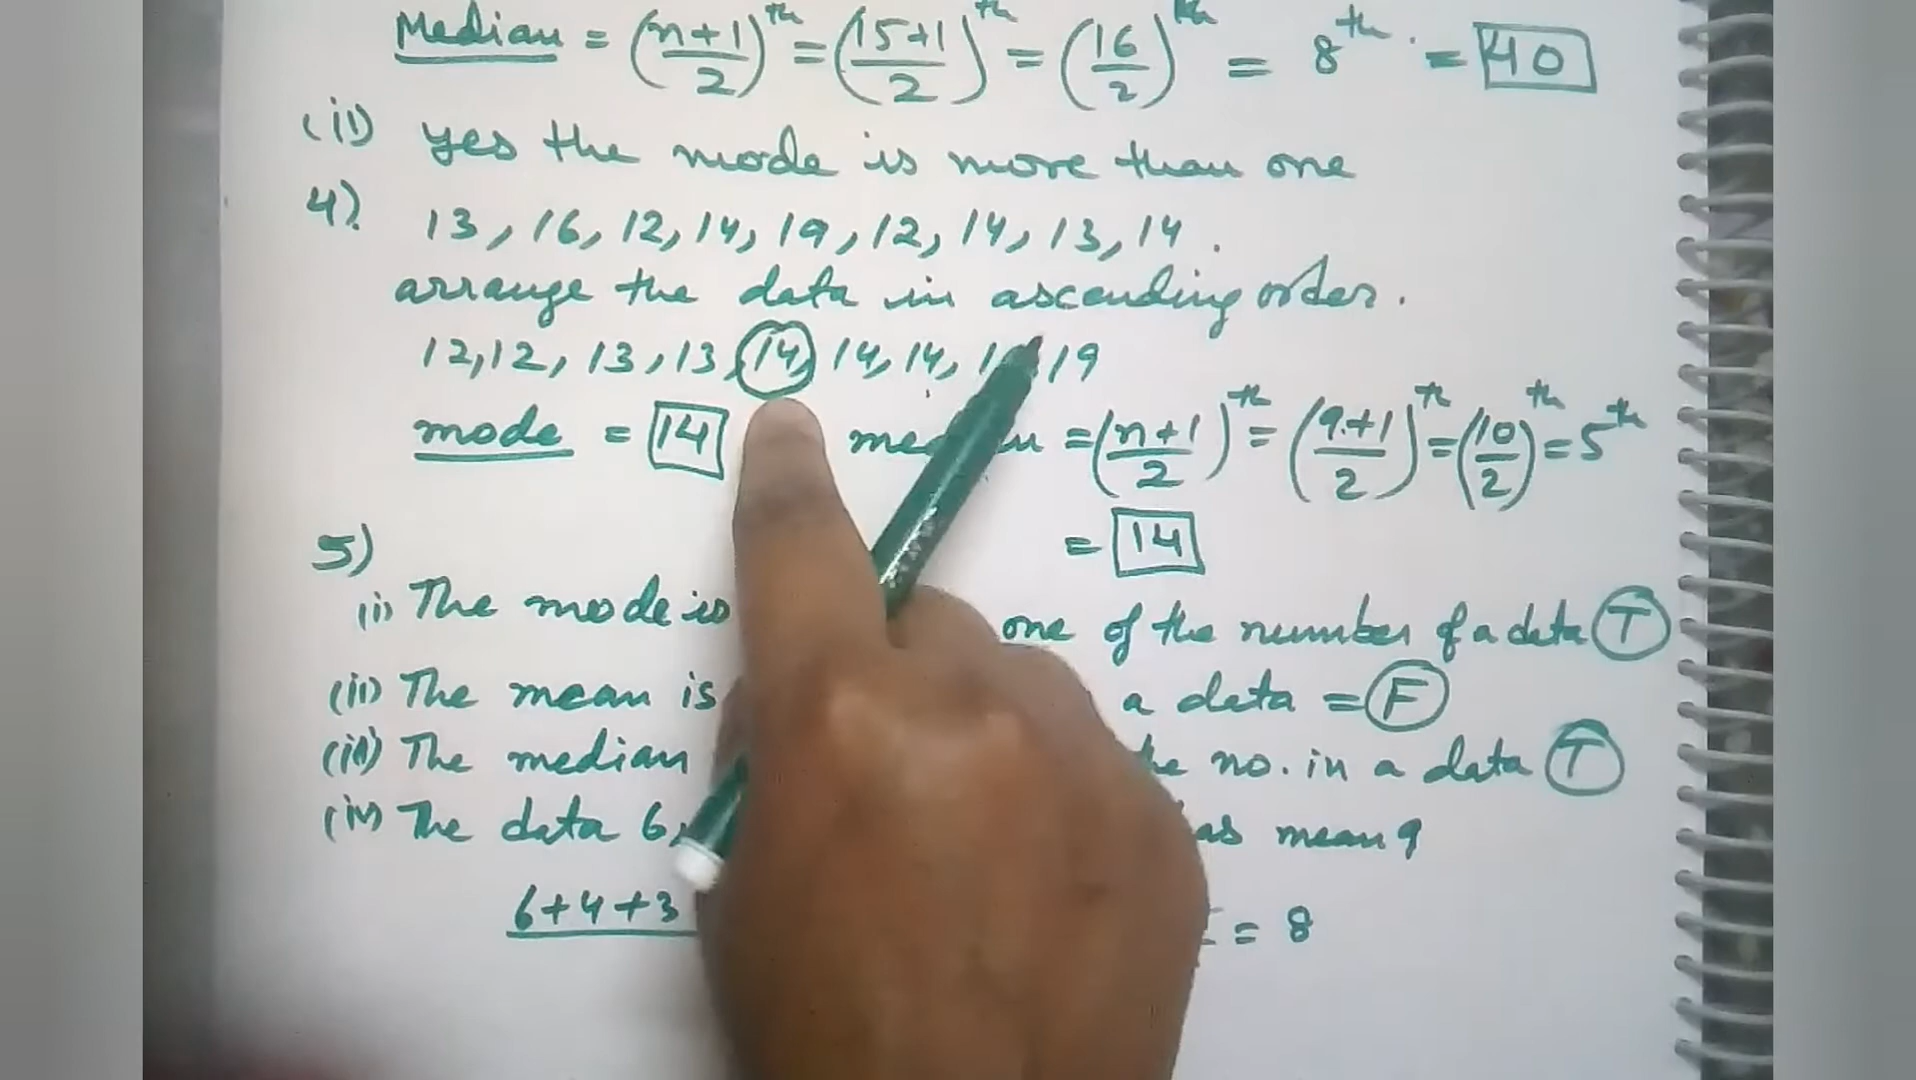 Median = (n+1/2)th = (15+1/2)th = (16/2)th = 8th. = 40
(ii) yes the mode is more than one
4). 13, 16, 12, 14, 19, 12, 14, 13, 14.
arrange the data in ascending order.
12, 12, 13, 13, 14, 14, 14, 19
mode = 14 = (n+1/2)th = (9+1/2)th = (10/2)th = 5th
= 14
5)
(i) The mode is one of the number of a data T
(ii) The mean is a data = F
(iii) The median no. in a data T
(iv) The data 6, mean 9
6+4+3 = 8